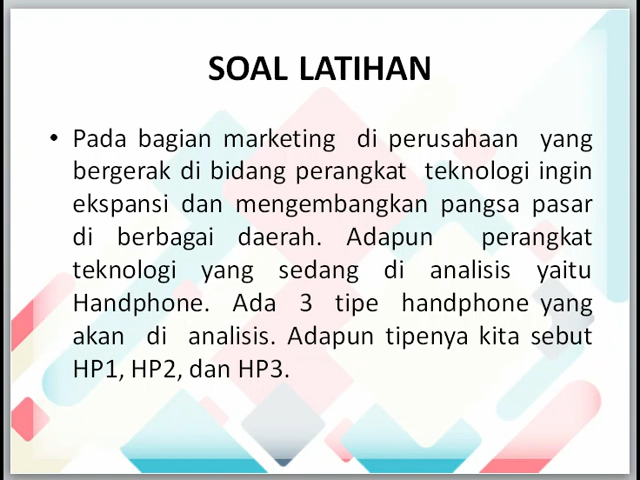 SOAL LATIHAN
• Pada bagian marketing di perusahaan yang
bergerak di bidang perangkat teknologi ingin
ekspansi dan mengembangkan pangsa pasar
di berbagai daerah. Adapun perangkat
teknologi yang sedang di analisis yaitu
Handphone. Ada 3 tipe handphone yang
akan di analisis. Adapun tipenya kita sebut
HP1, HP2, dan HP3.